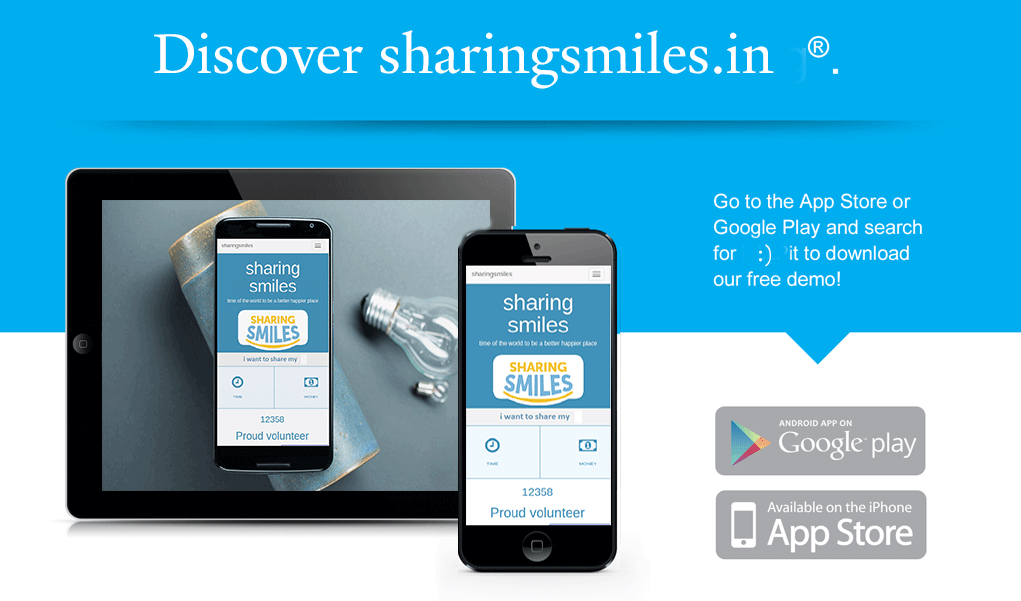 Discover sharingsmiles.in ®.
Go to the App Store or
Google Play and search
for :) it to download
our free demo!
sharingsmiles
sharing
smiles
time of the world to be a better happier place
SHARING
SMILES
i want to share my
TIME MONEY
12358
Proud volunteer
sharingsmiles
sharing
smiles
time of the world to be a better happier place
SHARING
SMILES
i want to share my
TIME MONEY
12358
Proud volunteer
ANDROID APP ON
Google play
Available on the iPhone
App Store